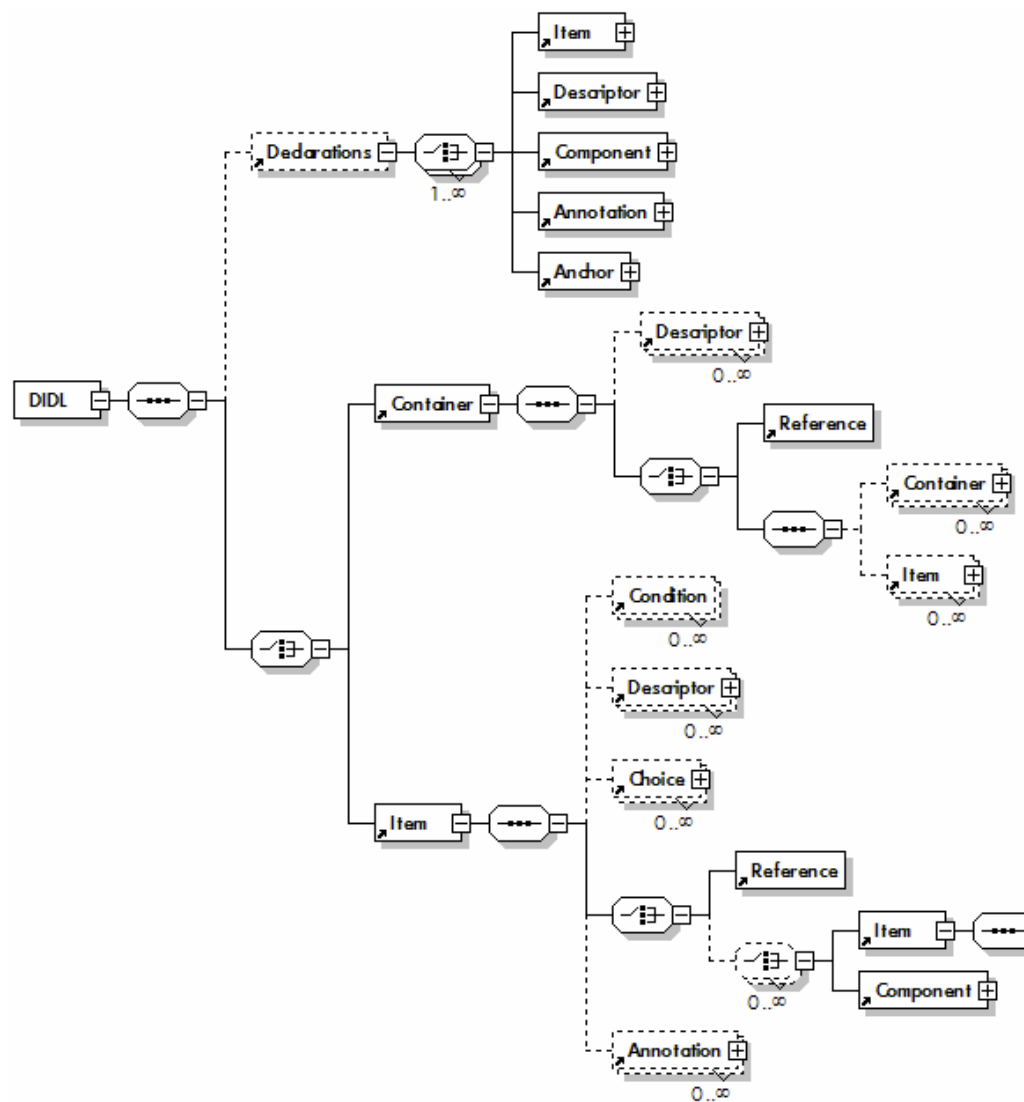 Item
Descriptor
Declarations
Component
1..∞
Annotation
Anchor
Descriptor
0..∞
DIDL
Container
Reference
Container
0..∞
Item
0..∞
Condition
0..∞
Descriptor
0..∞
Choice
0..∞
Item
Reference
Item
Component
0..∞
Annotation
0..∞